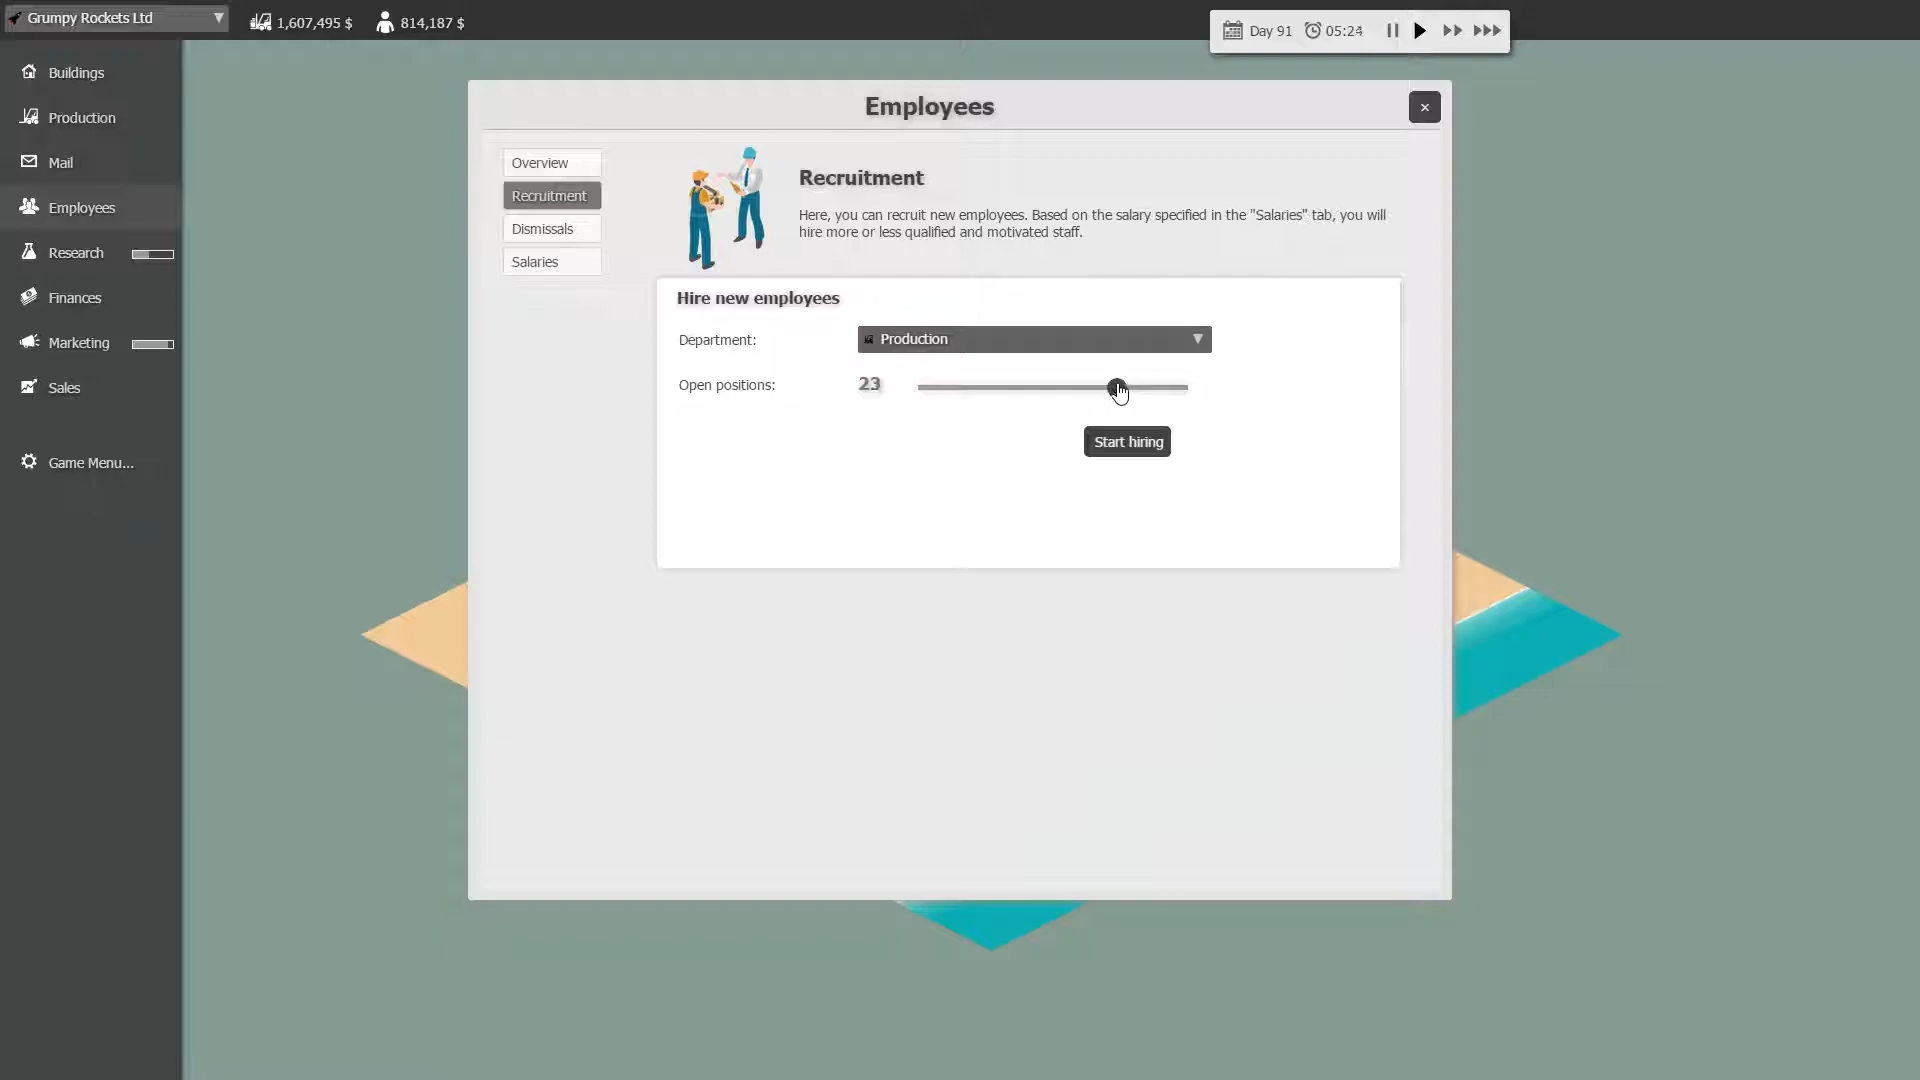 Grumpy Rockets Ltd
1,607,495 $
814,187 $
Day 91
05:24
Buildings
Production
Mail
Employees
Research
Finances
Marketing
Sales
Game Menu...
Employees
×
Overview
Recruitment
Dismissals
Salaries
Recruitment
Here, you can recruit new employees. Based on the salary specified in the "Salaries" tab, you will
hire more or less qualified and motivated staff.
Hire new employees
Department:
Production
Open positions:
23
Start hiring